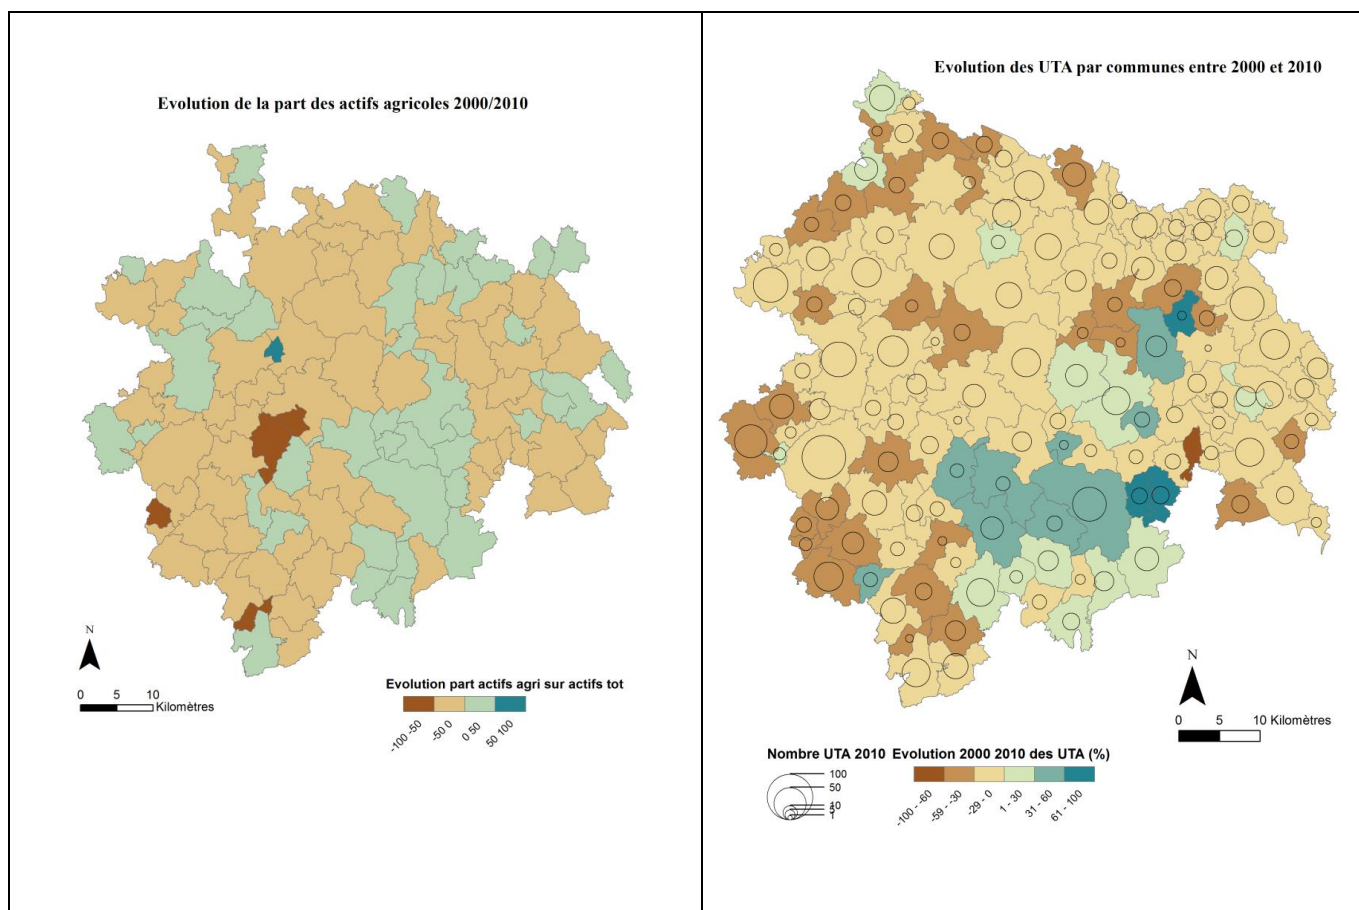 Evolution de la part des actifs agricoles 2000/2010
N
0 5 10
Kilomètres
Evolution part actifs agri sur actifs tot
-100 -50
-50 0
0 50
50 100
Evolution des UTA par communes entre 2000 et 2010
N
0 5 10 Kilomètres
Nombre UTA 2010 Evolution 2000 2010 des UTA (%)
100
50
10
5
1
-100 - -60
-59 - -30
-29 - 0
1 - 30
31 - 60
61 - 100